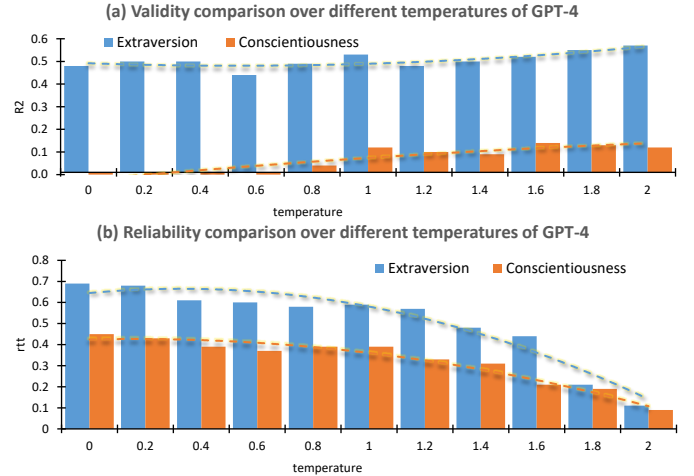 (a) Validity comparison over different temperatures of GPT-4
Extraversion Conscientiousness
0.6
0.5
0.4
0.3
0.2
0.1
0.0
R2
0 0.2 0.4 0.6 0.8 1 1.2 1.4 1.6 1.8 2
temperature
(b) Reliability comparison over different temperatures of GPT-4
Extraversion Conscientiousness
0.8
0.7
0.6
0.5
0.4
0.3
0.2
0.1
0
rtt
0 0.2 0.4 0.6 0.8 1 1.2 1.4 1.6 1.8 2
temperature